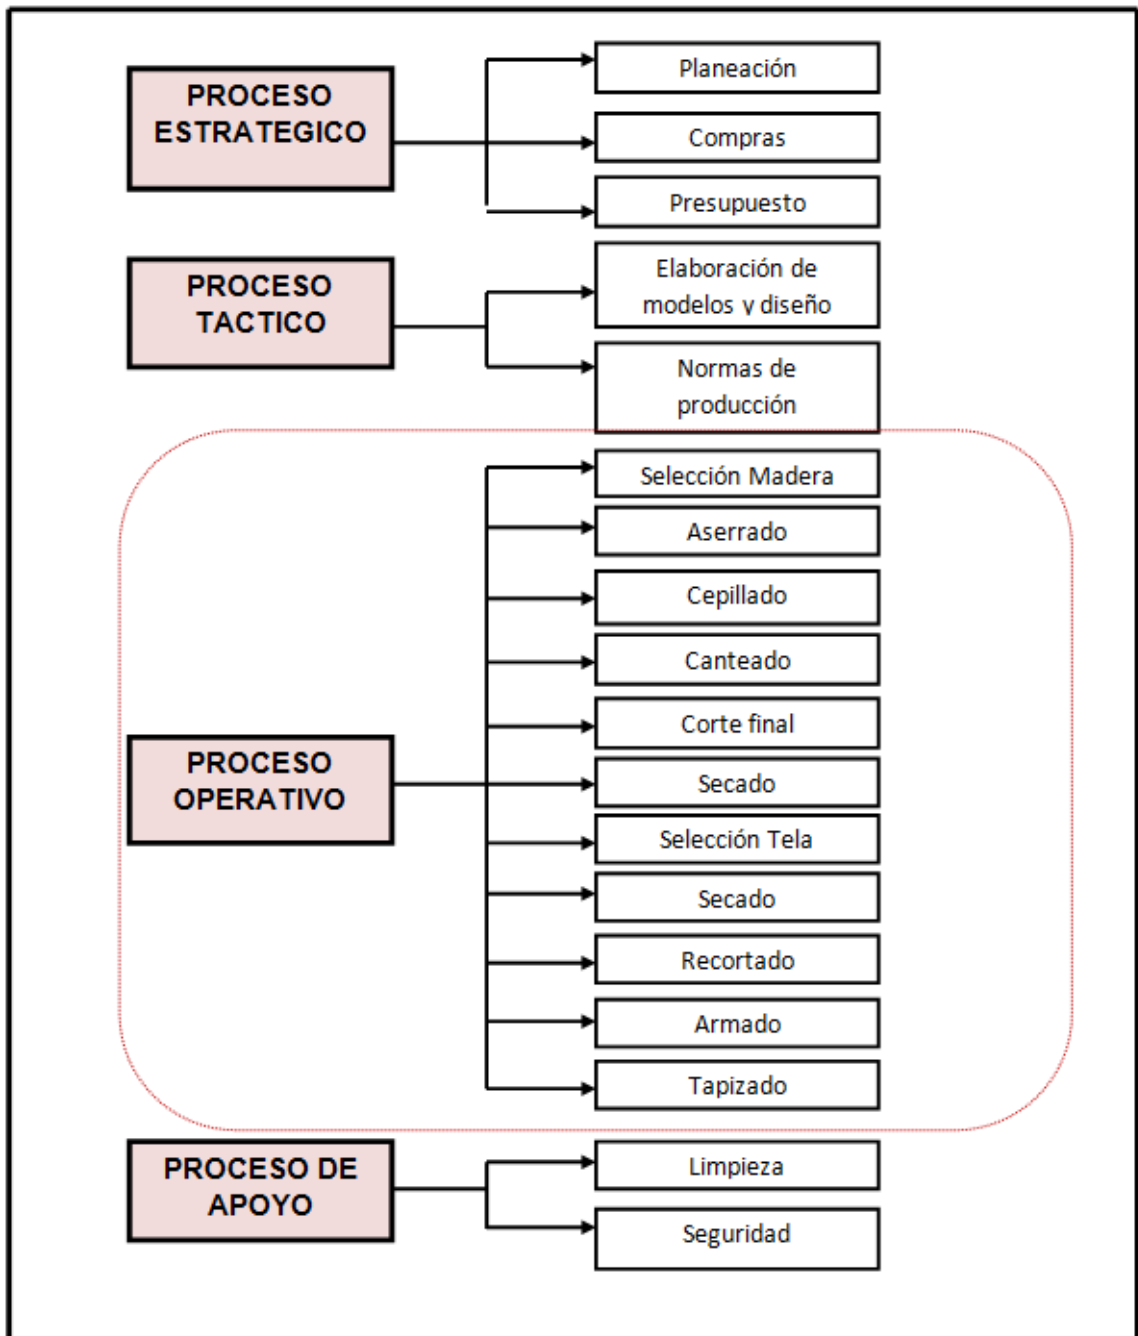 PROCESO
ESTRATEGICO
Planeación
Compras
Presupuesto
PROCESO
TACTICO
Elaboración de
modelos y diseño
Normas de
producción
PROCESO
OPERATIVO
Selección Madera
Aserrado
Cepillado
Canteado
Corte final
Secado
Selección Tela
Secado
Recortado
Armado
Tapizado
PROCESO DE
APOYO
Limpieza
Seguridad